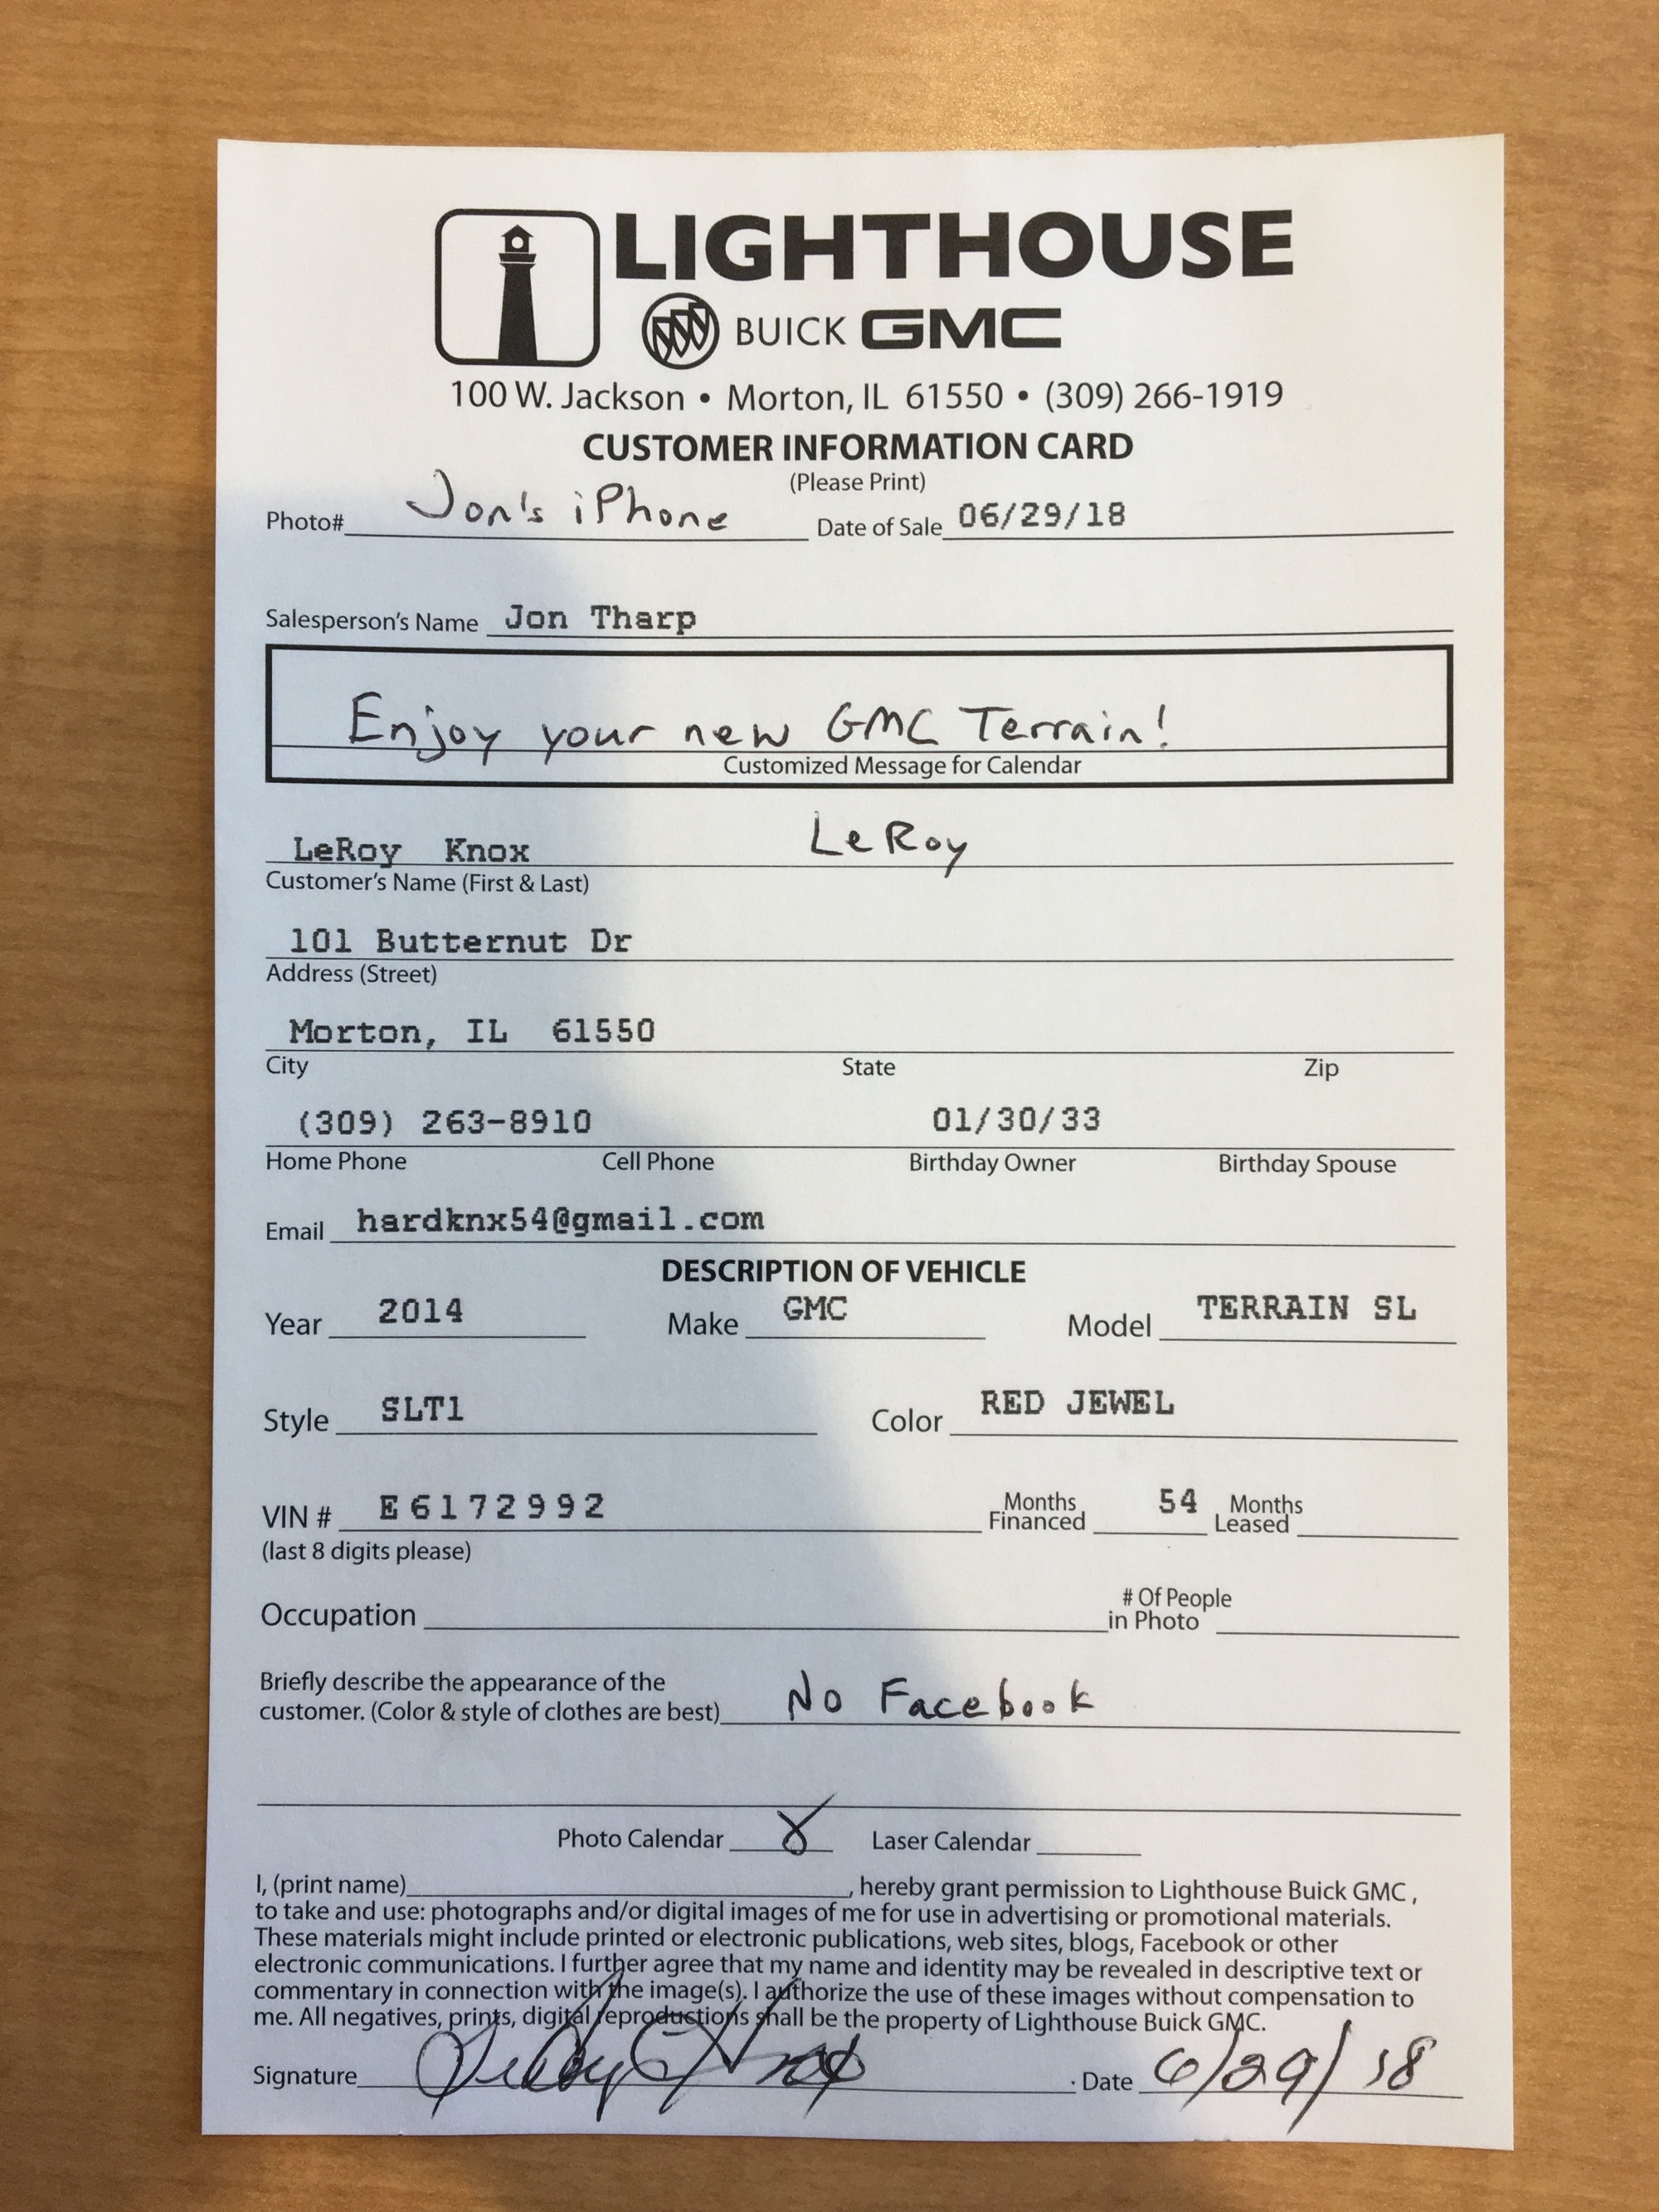 LIGHTHOUSE
BUICK GMC
100 W. Jackson • Morton, IL 61550 • (309) 266-1919
CUSTOMER INFORMATION CARD
(Please Print)
Photo# Jon's iPhone Date of Sale 06/29/18
Salesperson's Name Jon Tharp
Enjoy your new GMC Terrain!
Customized Message for Calendar
LeRoy Knox LeRoy
Customer's Name (First & Last)
101 Butternut Dr
Address (Street)
Morton, IL 61550
City State Zip
(309) 263-8910 01/30/33
Home Phone Cell Phone Birthday Owner Birthday Spouse
Email hardknx54@gmail.com
DESCRIPTION OF VEHICLE
Year 2014 Make GMC Model TERRAIN SL
Style SLT1 Color RED JEWEL
VIN # E6172992 Months Financed 54 Months Leased
(last 8 digits please)
Occupation # Of People in Photo
Briefly describe the appearance of the
customer. (Color & style of clothes are best) No Facebook
Photo Calendar X Laser Calendar
I, (print name) , hereby grant permission to Lighthouse Buick GMC ,
to take and use: photographs and/or digital images of me for use in advertising or promotional materials.
These materials might include printed or electronic publications, web sites, blogs, Facebook or other
electronic communications. I further agree that my name and identity may be revealed in descriptive text or
commentary in connection with the image(s). I authorize the use of these images without compensation to
me. All negatives, prints, digital reproductions shall be the property of Lighthouse Buick GMC.
Signature Date 6/29/18